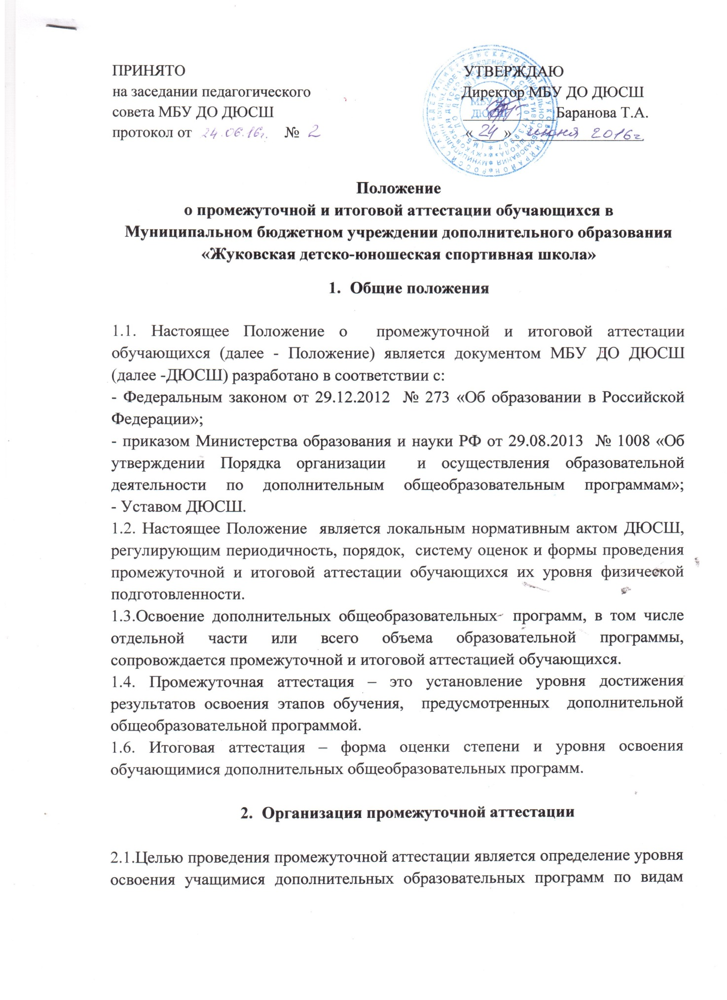 ПРИНЯТО
на заседании педагогического
совета МБУ ДО ДЮСШ
протокол от 24.06.16г. № 2
УТВЕРЖДАЮ
Директор МБУ ДО ДЮСШ
Баранова Т.А.
« 24 » июня 2016г.
МБУ ДО
ДЮСШ
Положение
о промежуточной и итоговой аттестации обучающихся в
Муниципальном бюджетном учреждении дополнительного образования
«Жуковская детско-юношеская спортивная школа»
1. Общие положения
1.1. Настоящее Положение о промежуточной и итоговой аттестации
обучающихся (далее - Положение) является документом МБУ ДО ДЮСШ
(далее -ДЮСШ) разработано в соответствии с:
- Федеральным законом от 29.12.2012 № 273 «Об образовании в Российской
Федерации»;
- приказом Министерства образования и науки РФ от 29.08.2013 № 1008 «Об
утверждении Порядка организации и осуществления образовательной
деятельности по дополнительным общеобразовательным программам»;
- Уставом ДЮСШ.
1.2. Настоящее Положение является локальным нормативным актом ДЮСШ,
регулирующим периодичность, порядок, систему оценок и формы проведения
промежуточной и итоговой аттестации обучающихся их уровня физической
подготовленности.
1.3.Освоение дополнительных общеобразовательных программ, в том числе
отдельной части или всего объема образовательной программы,
сопровождается промежуточной и итоговой аттестацией обучающихся.
1.4. Промежуточная аттестация – это установление уровня достижения
результатов освоения этапов обучения, предусмотренных дополнительной
общеобразовательной программой.
1.6. Итоговая аттестация – форма оценки степени и уровня освоения
обучающимися дополнительных общеобразовательных программ.
2. Организация промежуточной аттестации
2.1.Целью проведения промежуточной аттестации является определение уровня
освоения учащимися дополнительных образовательных программ по видам